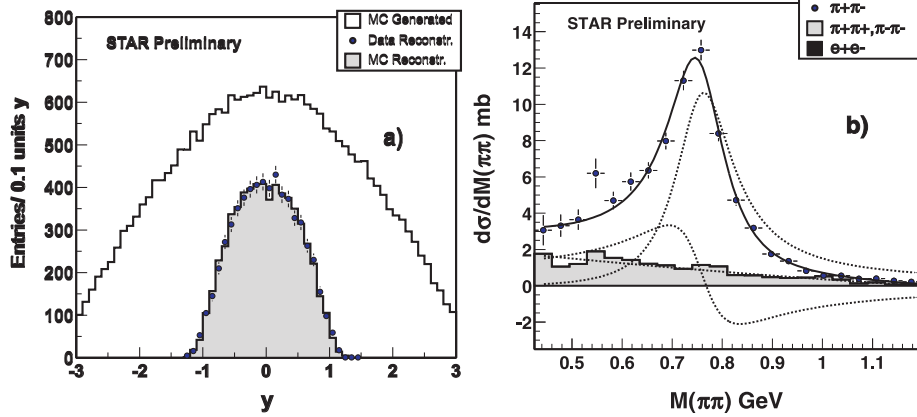 800
700
600
500
400
300
200
100
0
Entries/ 0.1 units y
STAR Preliminary
MC Generated
Data Reconstr.
MC Reconstr.
a)
-3 -2 -1 0 1 2 3
y
14
12
10
8
6
4
2
0
-2
dσ/dM(ππ) mb
STAR Preliminary
π+π-
π+π+,π-π-
e+e-
b)
0.5 0.6 0.7 0.8 0.9 1 1.1
M(ππ) GeV